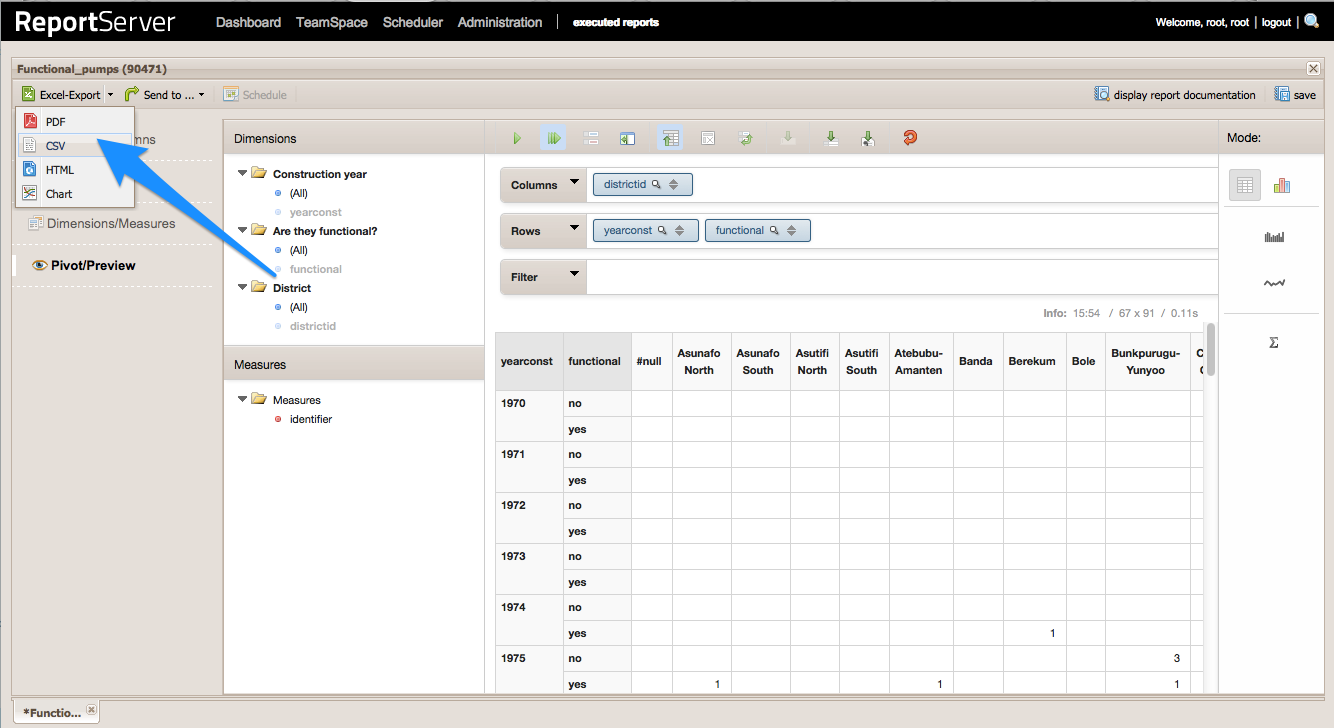 ReportServer Dashboard TeamSpace Scheduler Administration executed reports Welcome, root, root | logout |
Functional_pumps (90471)
Excel-Export Send to ... Schedule display report documentation save
PDF
CSV
HTML
Chart
mns
Dimensions/Measures
Pivot/Preview
Dimensions
Construction year
(All)
yearconst
Are they functional?
(All)
functional
District
(All)
districtid
Measures
Measures
identifier
Columns districtid
Rows yearconst functional
Filter
Info: 15:54 / 67 x 91 / 0.11s
yearconst functional #null Asunafo North Asunafo South Asutifi North Asutifi South Atebubu-Amanten Banda Berekum Bole Bunkpurugu-Yunyoo
1970 no
yes
1971 no
yes
1972 no
yes
1973 no
yes
1974 no
yes 1
1975 no 3
yes 1 1 1
Mode:
Σ
*Functio...